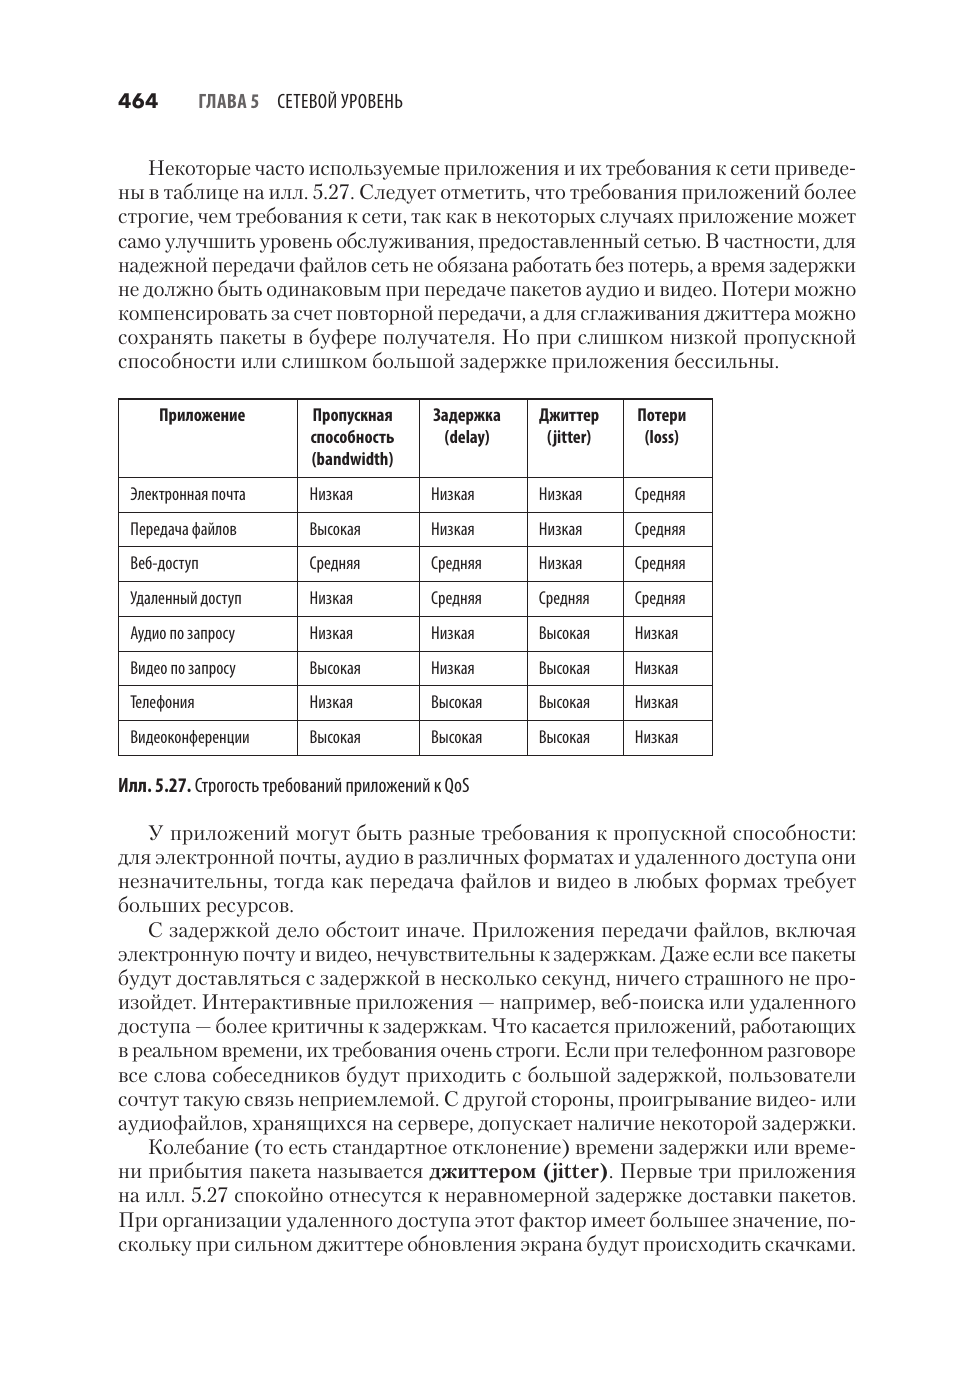 464 ГЛАВА 5 СЕТЕВОЙ УРОВЕНЬ
Некоторые часто используемые приложения и их требования к сети приведе-
ны в таблице на илл. 5.27. Следует отметить, что требования приложений более
строгие, чем требования к сети, так как в некоторых случаях приложение может
само улучшить уровень обслуживания, предоставленный сетью. В частности, для
надежной передачи файлов сеть не обязана работать без потерь, а время задержки
не должно быть одинаковым при передаче пакетов аудио и видео. Потери можно
компенсировать за счет повторной передачи, а для сглаживания джиттера можно
сохранять пакеты в буфере получателя. Но при слишком низкой пропускной
способности или слишком большой задержке приложения бессильны.
Приложение Пропускная Задержка Джиттер Потери
способность (delay) (jitter) (loss)
(bandwidth)
Электронная почта Низкая Низкая Низкая Средняя
Передача файлов Высокая Низкая Низкая Средняя
Веб-доступ Средняя Средняя Низкая Средняя
Удаленный доступ Низкая Средняя Средняя Средняя
Аудио по запросу Низкая Низкая Высокая Низкая
Видео по запросу Высокая Низкая Высокая Низкая
Телефония Низкая Высокая Высокая Низкая
Видеоконференции Высокая Высокая Высокая Низкая
Илл. 5.27. Строгость требований приложений к QoS
У приложений могут быть разные требования к пропускной способности:
для электронной почты, аудио в различных форматах и удаленного доступа они
незначительны, тогда как передача файлов и видео в любых формах требует
больших ресурсов.
С задержкой дело обстоит иначе. Приложения передачи файлов, включая
электронную почту и видео, нечувствительны к задержкам. Даже если все пакеты
будут доставляться с задержкой в несколько секунд, ничего страшного не про-
изойдет. Интерактивные приложения — например, веб-поиска или удаленного
доступа — более критичны к задержкам. Что касается приложений, работающих
в реальном времени, их требования очень строги. Если при телефонном разговоре
все слова собеседников будут приходить с большой задержкой, пользователи
сочтут такую связь неприемлемой. С другой стороны, проигрывание видео- или
аудиофайлов, хранящихся на сервере, допускает наличие некоторой задержки.
Колебание (то есть стандартное отклонение) времени задержки или време-
ни прибытия пакета называется джиттером (jitter). Первые три приложения
на илл. 5.27 спокойно отнесутся к неравномерной задержке доставки пакетов.
При организации удаленного доступа этот фактор имеет большее значение, по-
скольку при сильном джиттере обновления экрана будут происходить скачками.